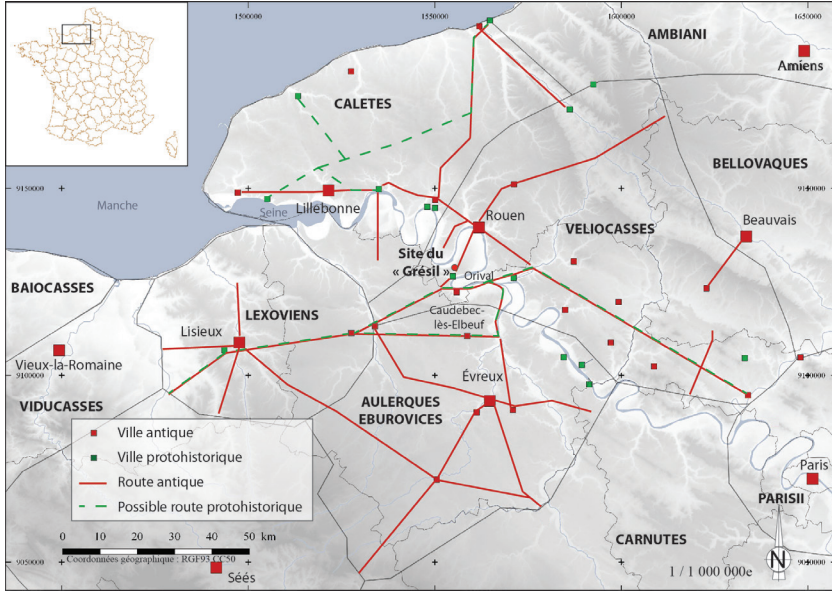 1500000
1550000
1600000
1650000
AMBIANI
Amiens
CALETES
BELLOVAQUES
9150000
Manche
Seine
Lillebonne
Rouen
Beauvais
VELIOCASSES
Site du
« Grésil »
Orival
BAIOCASSES
LEXOVIENS
Caudebec-
lès-Elbeuf
Lisieux
Vieux-la-Romaine
9100000
9100000
Évreux
VIDUCASSES
AULERQUES
EBUROVICES
Ville antique
Ville protohistorique
Route antique
Possible route protohistorique
Paris
PARISII
0 10 20 30 40 50 km
Coordonnées géographique : RGF93 CC50
CARNUTES
N
9050000
Séés
1 / 1 000 000e